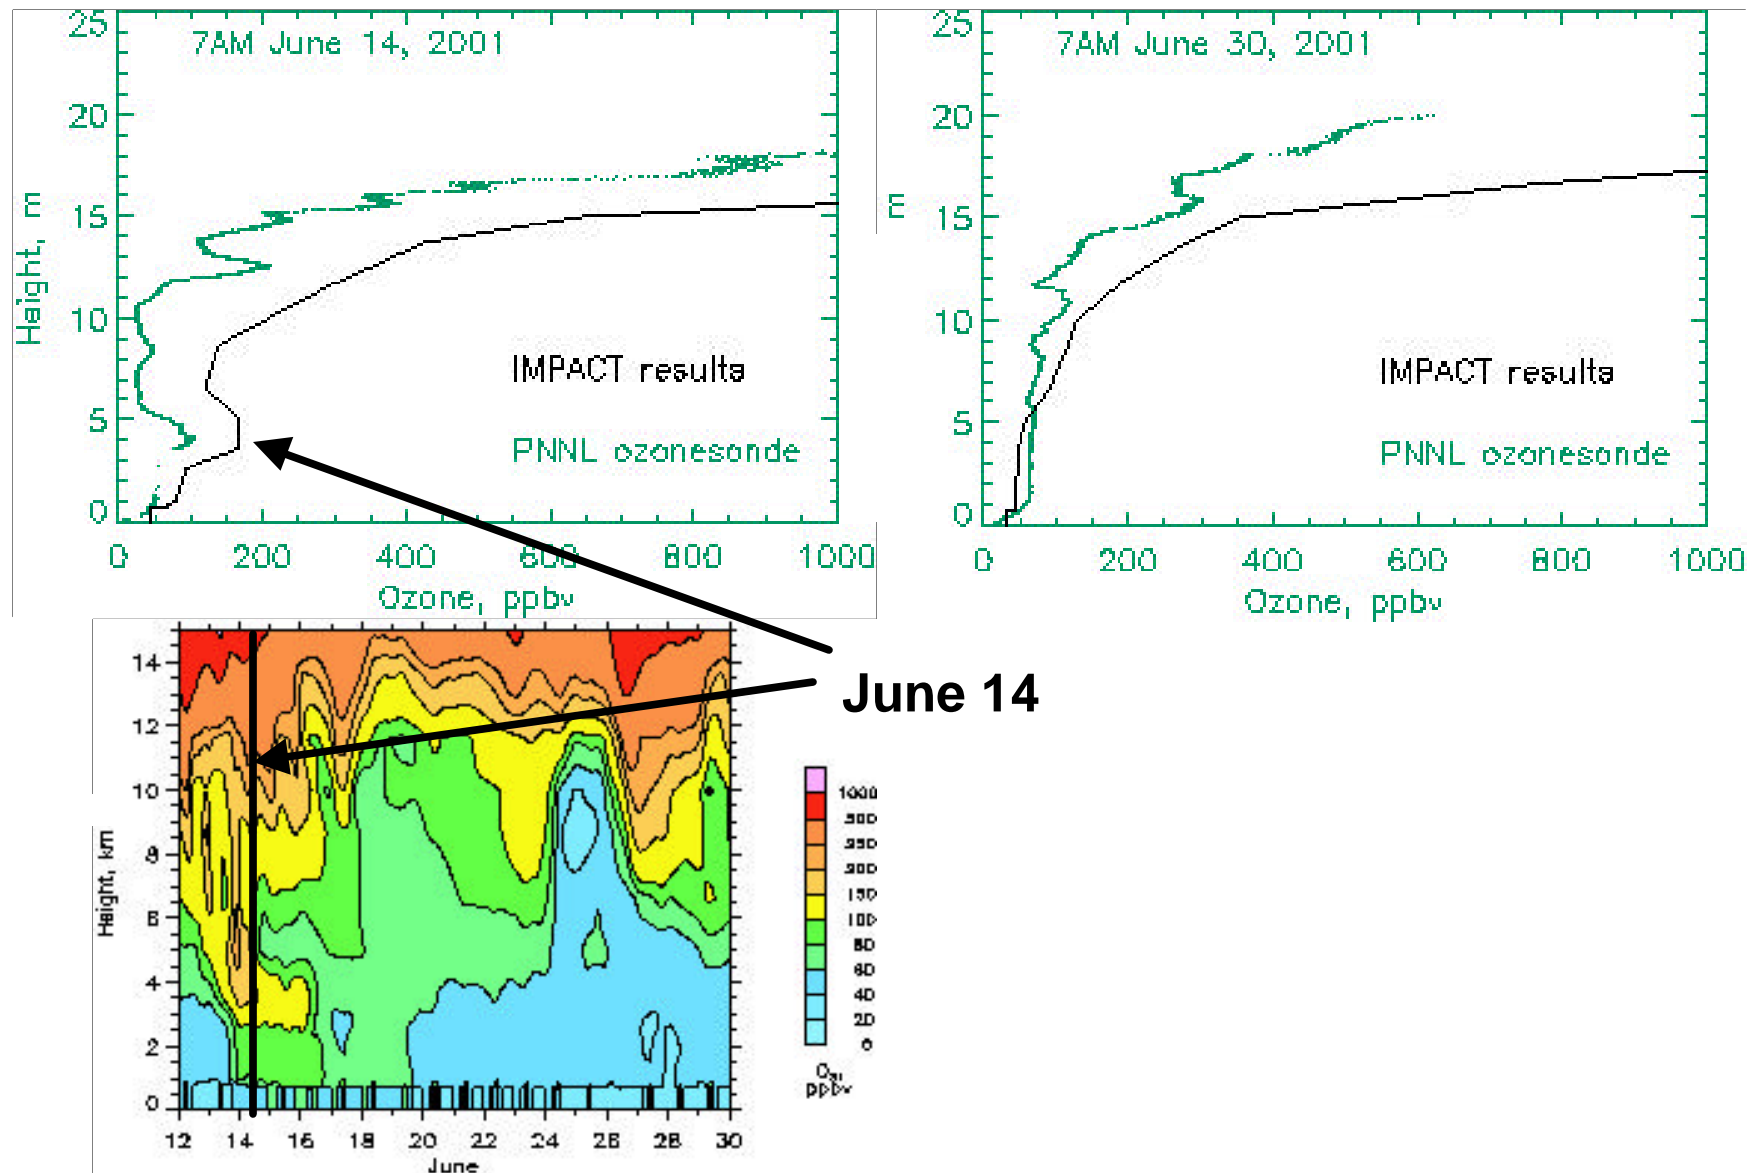 7AM June 14, 2001
25
20
15
10
5
0
Height, m
IMPACT results
PNNL ozonesonde
0 200 400 600 800 1000
Ozone, ppbv
7AM June 30, 2001
25
20
15
10
5
0
m
IMPACT results
PNNL ozonesonde
0 200 400 600 800 1000
Ozone, ppbv
June 14
14
12
10
8
6
4
2
0
Height, km
12 14 16 18 20 22 24 26 28 30
June
1000
200
150
100
80
60
40
20
0
ppbv